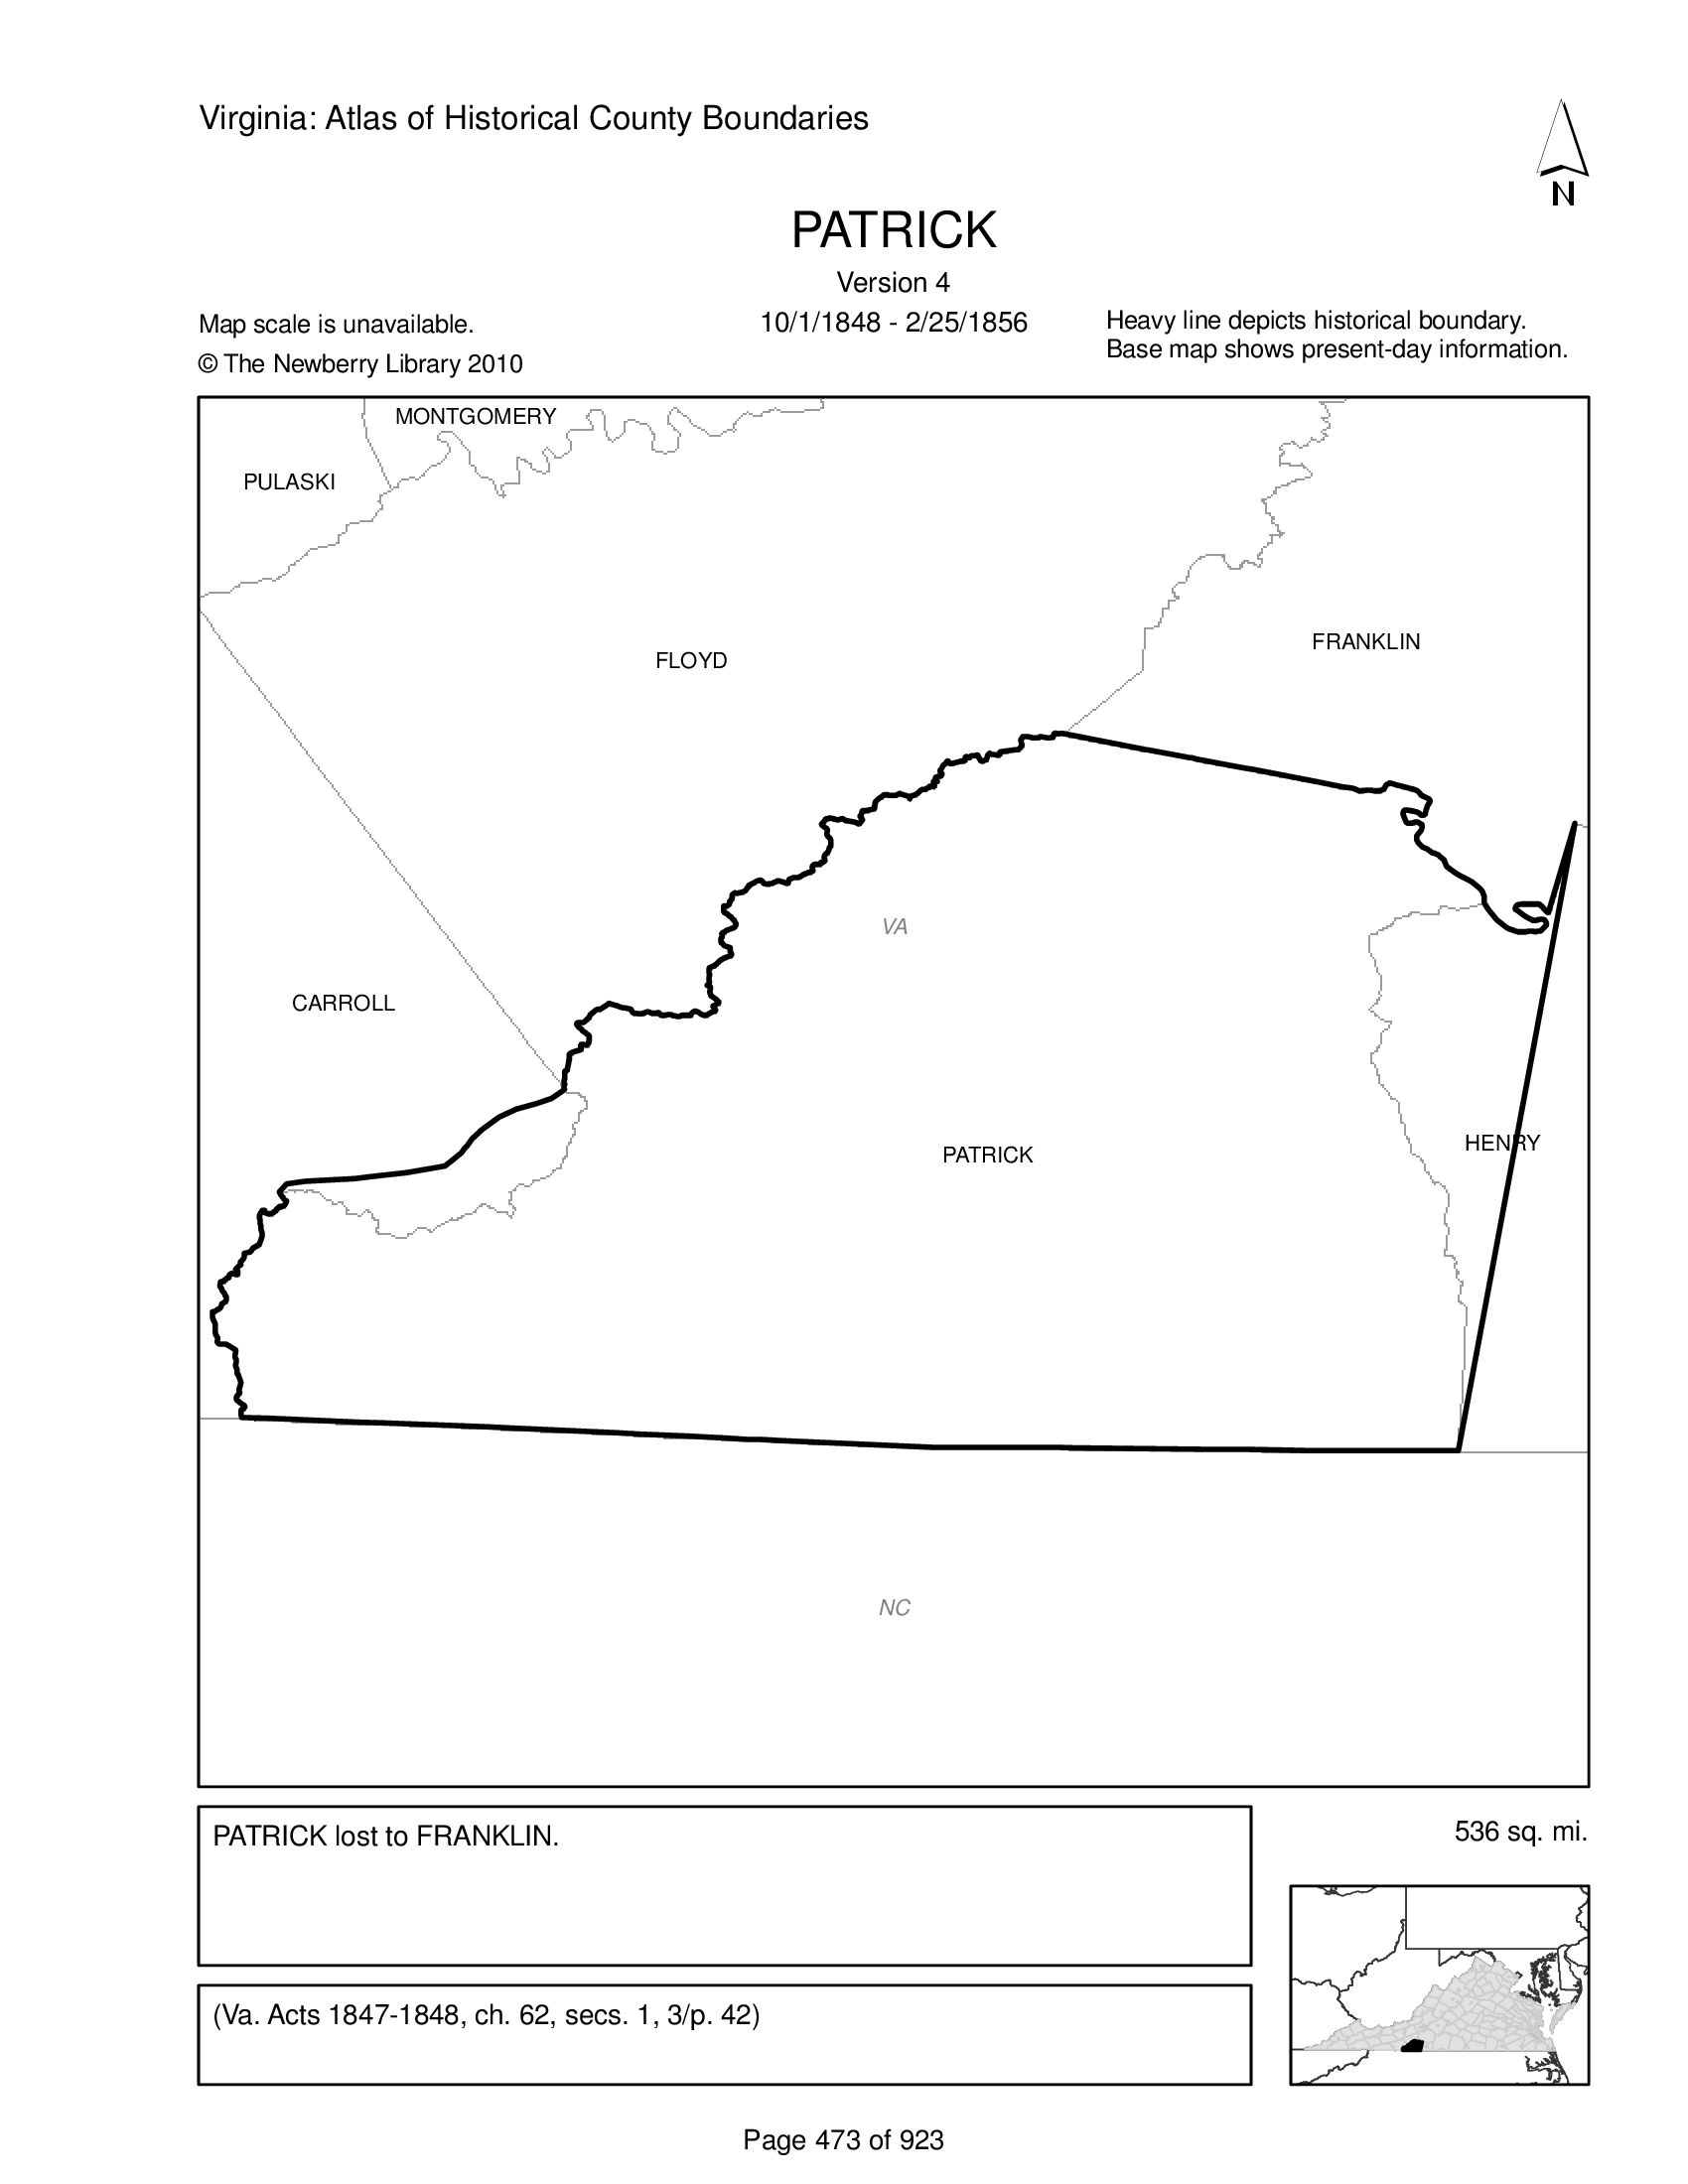 Virginia: Atlas of Historical County Boundaries
N
PATRICK
Version 4
10/1/1848 - 2/25/1856
Map scale is unavailable.
© The Newberry Library 2010
Heavy line depicts historical boundary.
Base map shows present-day information.
MONTGOMERY
PULASKI
FLOYD
FRANKLIN
VA
CARROLL
HENRY
PATRICK
NC
PATRICK lost to FRANKLIN.
536 sq. mi.
(Va. Acts 1847-1848, ch. 62, secs. 1, 3/p. 42)
Page 473 of 923